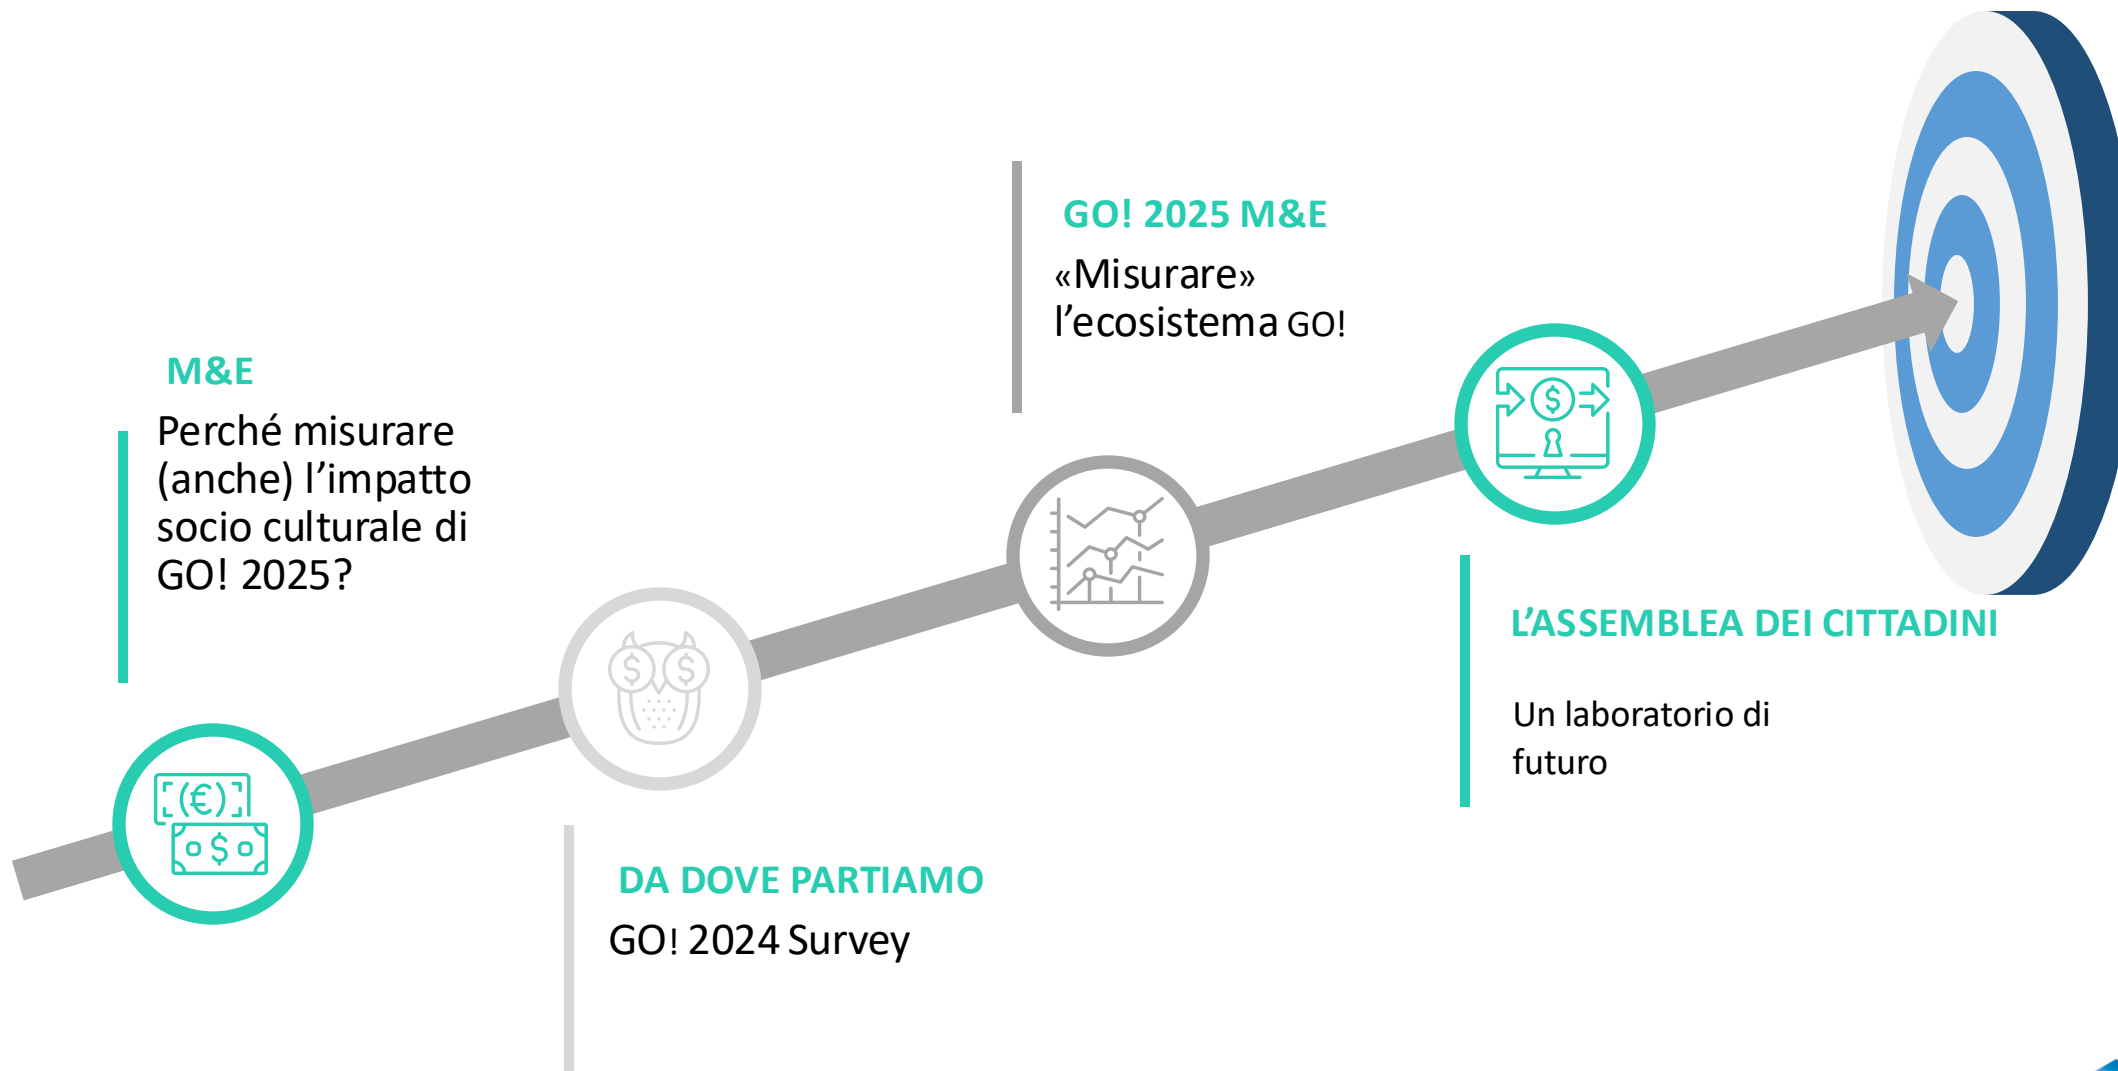 M&E
Perché misurare
(anche) l’impatto
socio culturale di
GO! 2025?
DA DOVE PARTIAMO
GO! 2024 Survey
GO! 2025 M&E
«Misurare»
l’ecosistema GO!
L’ASSEMBLEA DEI CITTADINI
Un laboratorio di
futuro